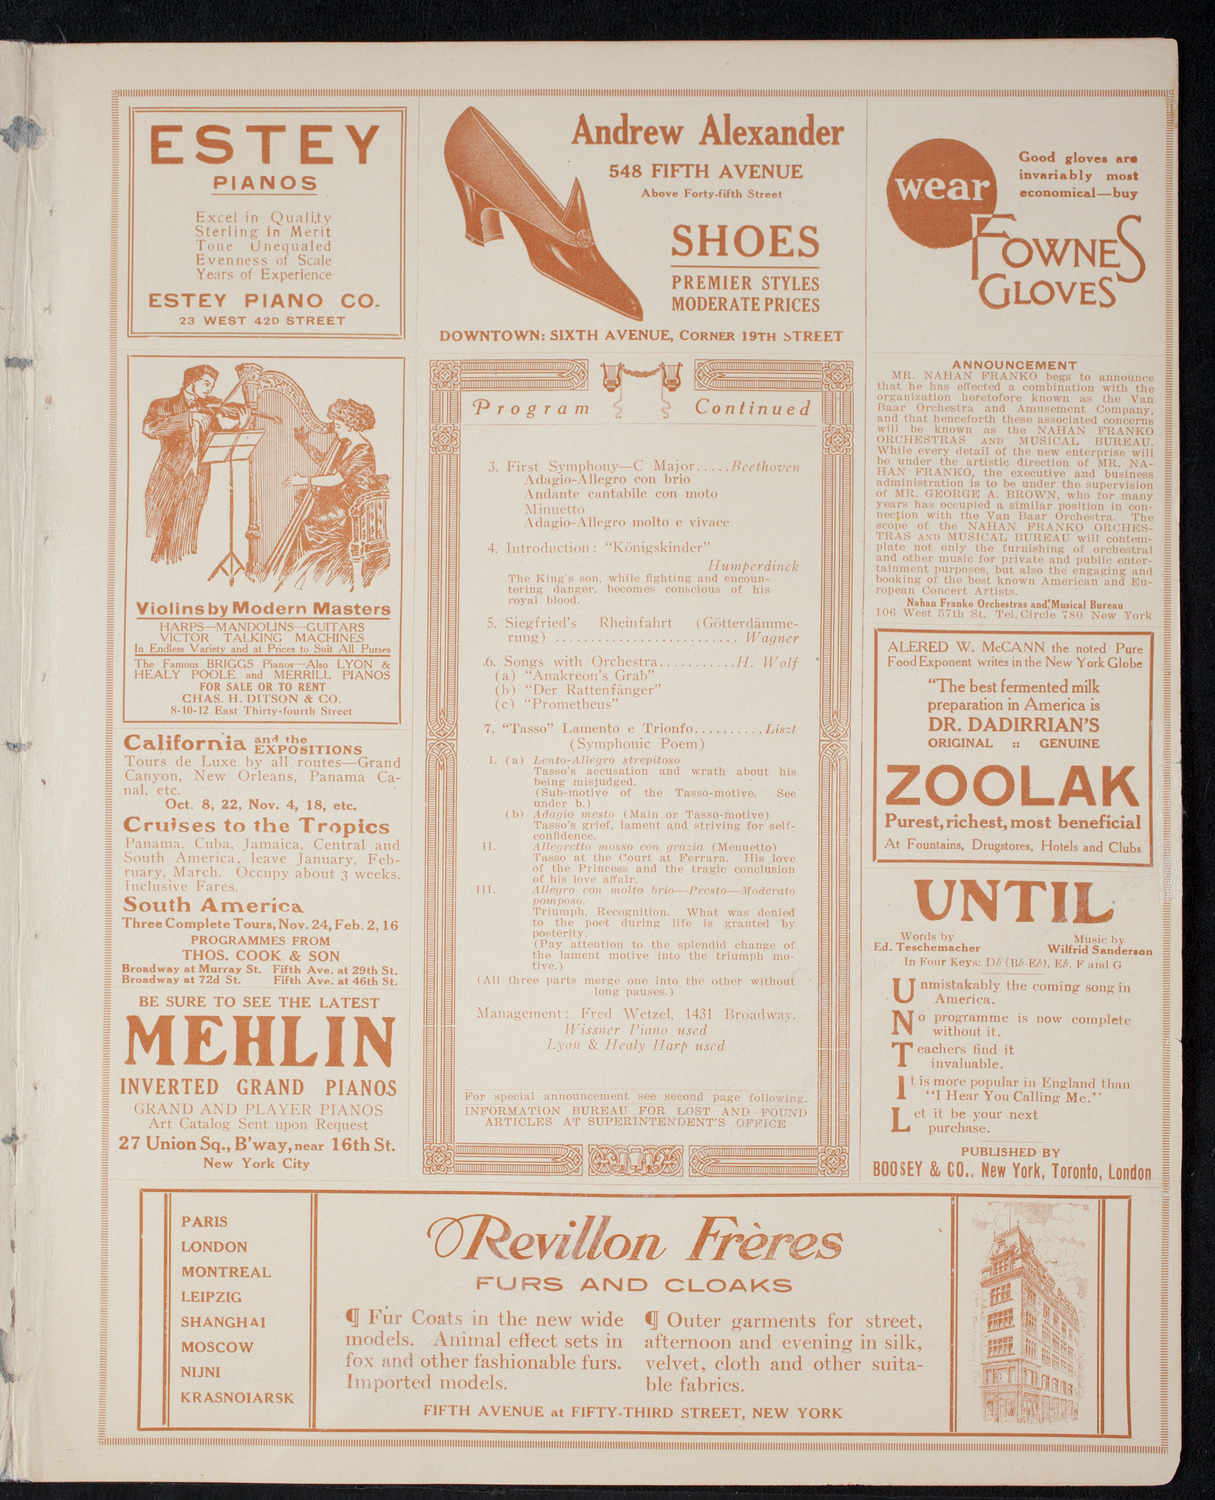 ESTEY
PIANOS
Excel in Quality
Sterling in Merit
Tone Unequaled
Evenness of Scale
Years of Experience
ESTEY PIANO CO.
23 WEST 42D STREET
Andrew Alexander
548 FIFTH AVENUE
Above Forty-fifth Street
SHOES
PREMIER STYLES
MODERATE PRICES
DOWNTOWN: SIXTH AVENUE, CORNER 19TH STREET
wear
Good gloves are
invariably most
economical—buy
FOWNES
GLOVES
Violins by Modern Masters
HARPS—MANDOLINS—GUITARS
VICTOR TALKING MACHINES
In Endless Variety and at Prices to Suit All Purses
The Famous BRIGGS Pianos—Also LYON &
HEALY POOLE and MERRILL PIANOS
FOR SALE OR TO RENT
CHAS. H. DITSON & CO.
8-10-12 East Thirty-fourth Street
California and the
EXPOSITIONS
Tours de Luxe by all routes—Grand
Canyon, New Orleans, Panama Ca-
nal, etc.
Oct. 8, 22, Nov. 4, 18, etc.
Cruises to the Tropics
Panama, Cuba, Jamaica, Central and
South America, leave January, Feb-
ruary, March. Occupy about 3 weeks.
Inclusive Fares.
South America
Three Complete Tours, Nov. 24, Feb. 2, 16
PROGRAMMES FROM
THOS. COOK & SON
Broadway at Murray St. Fifth Ave. at 29th St.
Broadway at 72d St. Fifth Ave. at 46th St.
BE SURE TO SEE THE LATEST
MEHLIN
INVERTED GRAND PIANOS
GRAND AND PLAYER PIANOS
Art Catalog Sent upon Request
27 Union Sq., B'way, near 16th St.
New York City
Program Continued
3. First Symphony—C Major.....Beethoven
Adagio-Allegro con brio
Andante cantabile con moto
Minuetto
Adagio-Allegro molto e vivace
4. Introduction: "Königskinder"
Humperdinck
The King's son, while fighting and encoun-
tering danger, becomes conscious of his
royal blood.
5. Siegfried's Rheinfahrt (Götterdämme-
rung) ........................ Wagner
6. Songs with Orchestra...........H. Wolf
(a) "Anakreon's Grab"
(b) "Der Rattenfänger"
(c) "Prometheus"
7. "Tasso" Lamento e Trionfo..........Liszt
(Symphonic Poem)
I. (a) Lento-Allegro strepitoso
Tasso's accusation and wrath about his
being misjudged.
(Sub-motive of the Tasso-motive. See
under b.)
(b) Adagio mesto (Main or Tasso-motive)
Tasso's grief, lament and striving for self-
confidence.
II. Allegretto mosso con grazia (Menuetto)
Tasso at the Court at Ferrara. His love
of the Princess and the tragic conclusion
of his love affair.
III. Allegro con molto brio—Presto—Moderato
pomposo.
Triumph, Recognition. What was denied
to the poet during life is granted by
posterity.
(Pay attention to the splendid change of
the lament motive into the triumph mo-
tive.)
(All three parts merge one into the other without
long pauses.)
Management: Fred Wetzel, 1431 Broadway.
Wissner Piano used
Lyon & Healy Harp used
For special announcement see second page following.
INFORMATION BUREAU FOR LOST AND FOUND
ARTICLES AT SUPERINTENDENT'S OFFICE
ANNOUNCEMENT
MR. NAHAN FRANKO begs to announce
that he has effected a combination with the
organization heretofore known as the Van
Baar Orchestra and Amusement Company,
and that henceforth these associated concerns
will be known as the NAHAN FRANKO
ORCHESTRAS AND MUSICAL BUREAU.
While every detail of the new enterprise will
be under the artistic direction of MR. NA-
HAN FRANKO, the executive and business
administration is to be under the supervision
of MR. GEORGE A. BROWN, who for many
years has occupied a similar position in con-
nection with the Van Baar Orchestra. The
scope of the NAHAN FRANKO ORCHES-
TRAS AND MUSICAL BUREAU will contem-
plate not only the furnishing of orchestral
and other music for private and public enter-
tainment purposes, but also the engaging and
booking of the best known American and Eu-
ropean Concert Artists.
Nahan Franko Orchestras and Musical Bureau
106 West 57th St. Tel. Circle 780 New York
ALFRED W. McCANN the noted Pure
Food Exponent writes in the New York Globe
"The best fermented milk
preparation in America is
DR. DADIRRIAN'S
ORIGINAL :: GENUINE
ZOOLAK
Purest, richest, most beneficial
At Fountains, Drugstores, Hotels and Clubs
UNTIL
Words by
Ed. Teschemacher
Music by
Wilfrid Sanderson
In Four Keys: D♭ (B♭-E♭), E♭, F and G
Unmistakably the coming song in
America.
No programme is now complete
without it.
Teachers find it
invaluable.
It is more popular in England than
"I Hear You Calling Me."
Let it be your next
purchase.
PUBLISHED BY
BOOSEY & CO., New York, Toronto, London
PARIS
LONDON
MONTREAL
LEIPZIG
SHANGHAI
MOSCOW
NIJNI
KRASNOIARSK
Revillon Frères
FURS AND CLOAKS
¶ Fur Coats in the new wide
models. Animal effect sets in
fox and other fashionable furs.
Imported models.
¶ Outer garments for street,
afternoon and evening in silk,
velvet, cloth and other suita-
ble fabrics.
FIFTH AVENUE at FIFTY-THIRD STREET, NEW YORK